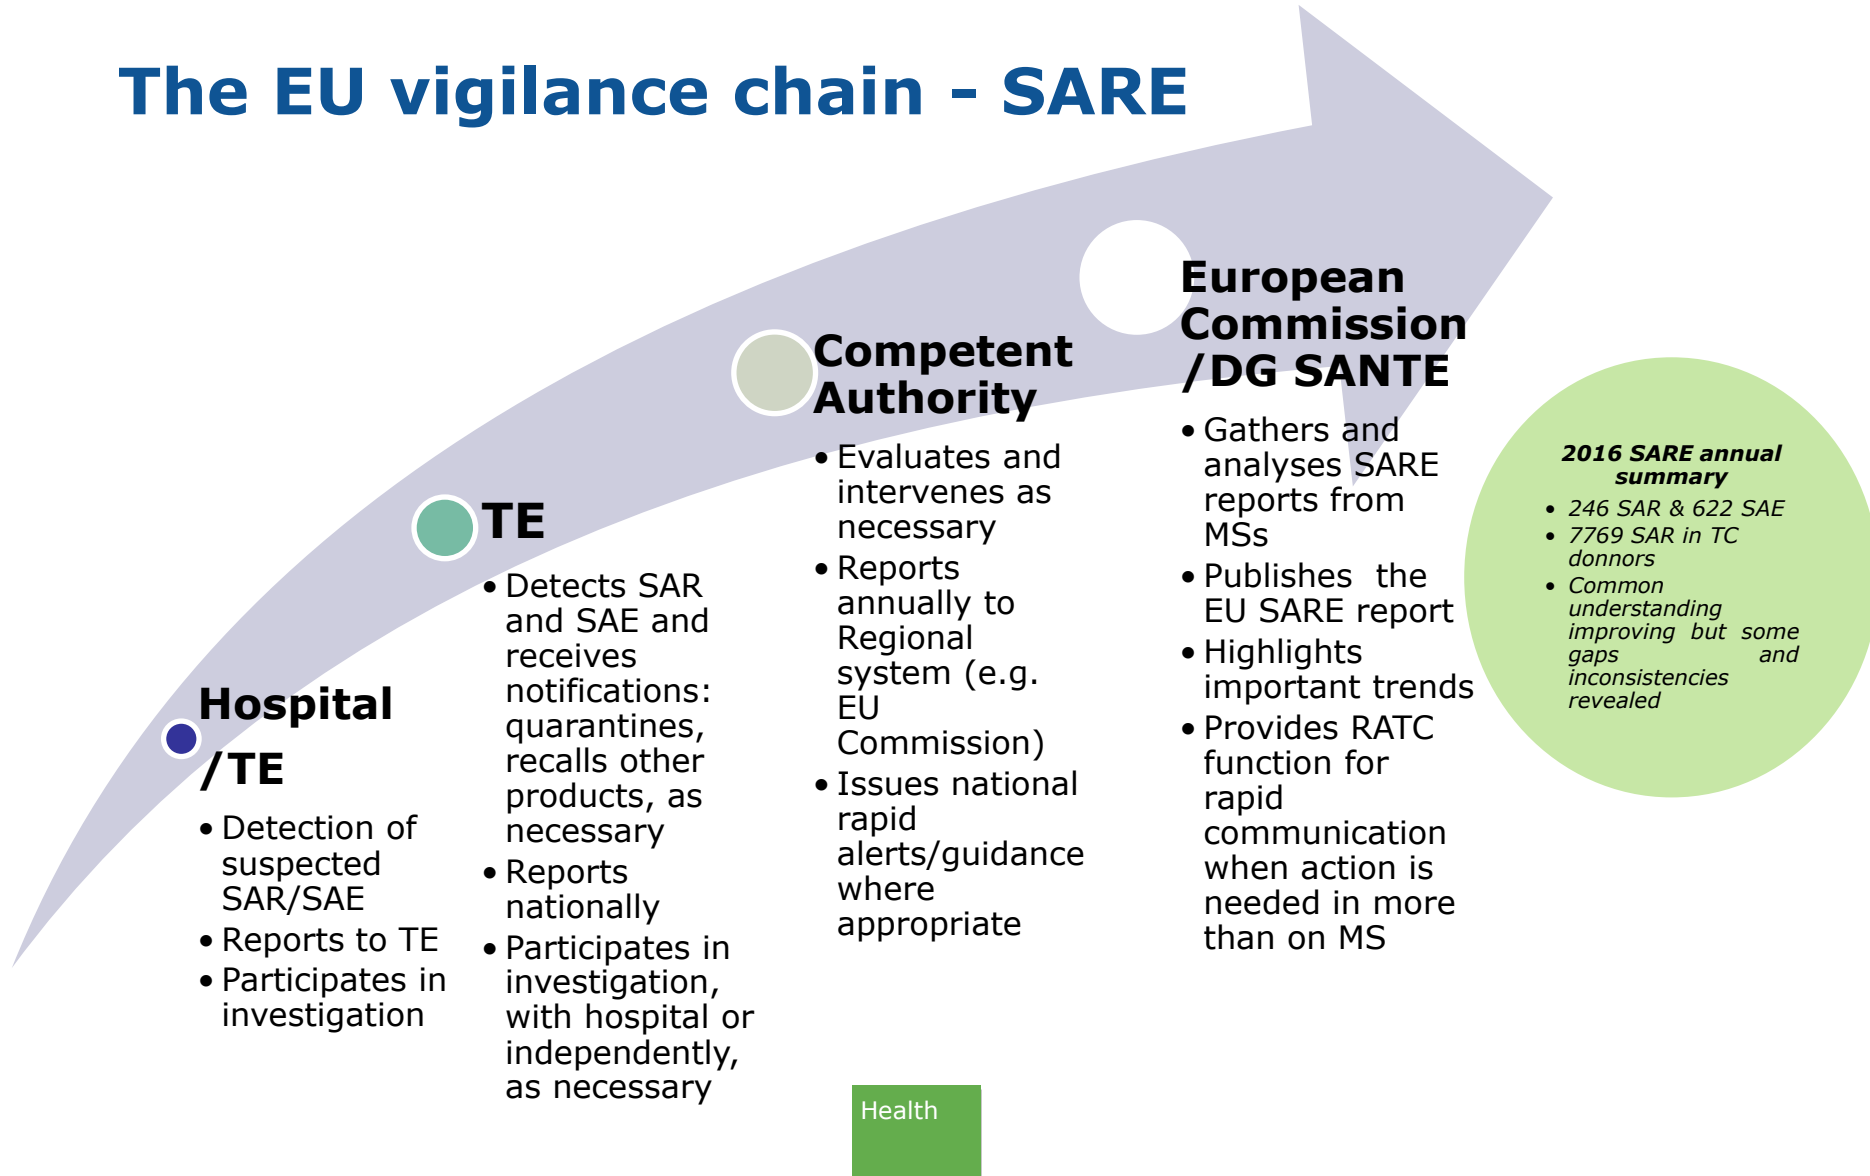 The EU vigilance chain - SARE
Hospital
/TE
• Detection of
suspected
SAR/SAE
• Reports to TE
• Participates in
investigation
TE
• Detects SAR
and SAE and
receives
notifications:
quarantines,
recalls other
products, as
necessary
• Reports
nationally
• Participates in
investigation,
with hospital or
independently,
as necessary
Competent
Authority
• Evaluates and
intervenes as
necessary
• Reports
annually to
Regional
system (e.g.
EU
Commission)
• Issues national
rapid
alerts/guidance
where
appropriate
European
Commission
/DG SANTE
• Gathers and
analyses SARE
reports from
MSs
• Publishes the
EU SARE report
• Highlights
important trends
• Provides RATC
function for
rapid
communication
when action is
needed in more
than on MS
2016 SARE annual
summary
• 246 SAR & 622 SAE
• 7769 SAR in TC
donnors
• Common
understanding
improving but some
gaps and
inconsistencies
revealed
Health